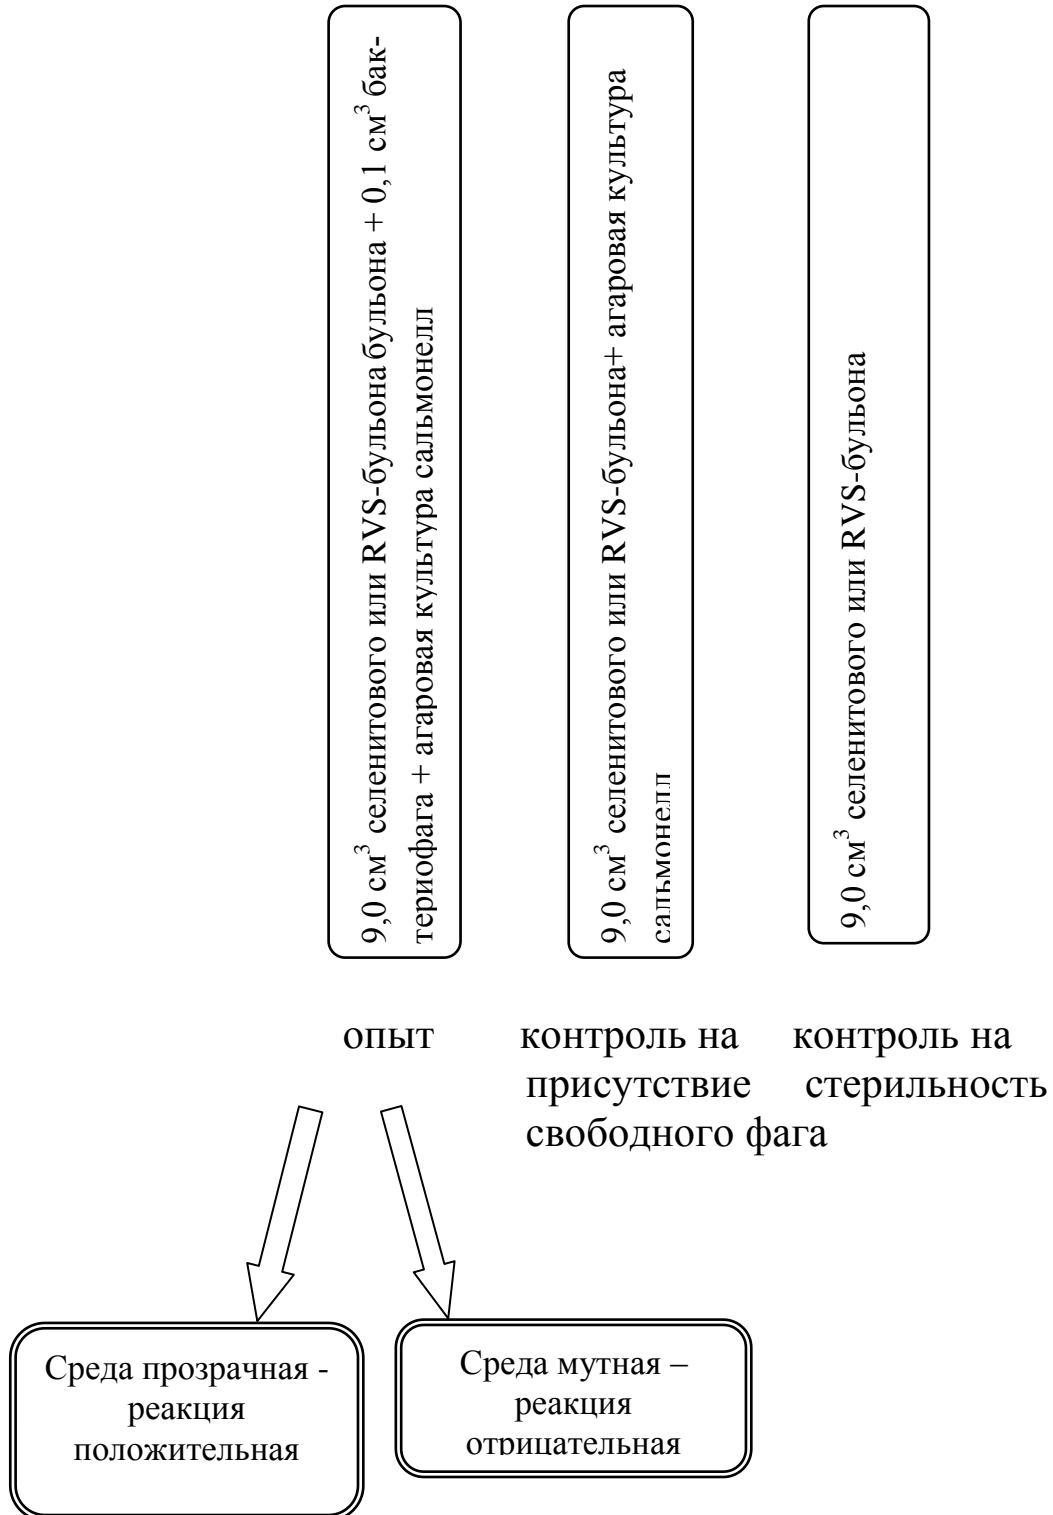 9,0 см³ селенитового или RVS-бульона бульона + 0,1 см³ бак-
териофага + агаровая культура сальмонелл
9,0 см³ селенитового или RVS-бульона+ агаровая культура
сальмонелл
9,0 см³ селенитового или RVS-бульона
опыт
контроль на
присутствие
свободного фага
контроль на
стерильность
Среда прозрачная -
реакция
положительная
Среда мутная –
реакция
отрицательная